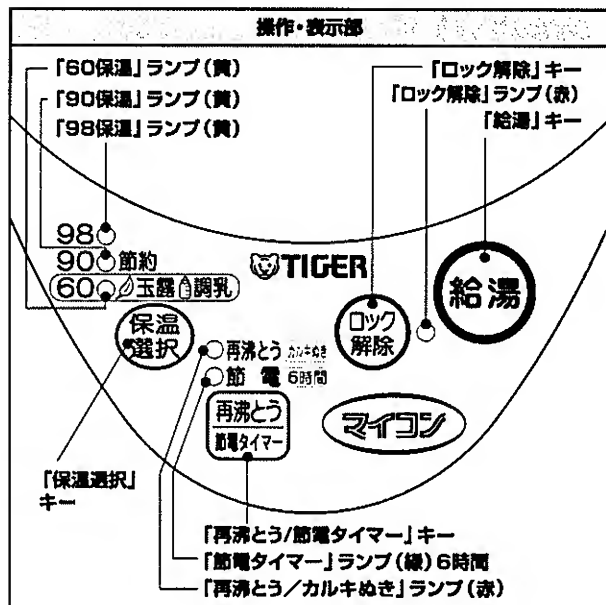 操作・表示部
「60保温」ランプ(黄)
「90保温」ランプ(黄)
「98保温」ランプ(黄)
「ロック解除」キー
「ロック解除」ランプ(赤)
「給湯」キー
98
90 節約
60 玉露 調乳
TIGER
給湯
保温
選択
ロック
解除
再沸とう カルキぬき
節電 6時間
再沸とう
節電タイマー
マイコン
「保温選択」
キー
「再沸とう/節電タイマー」キー
「節電タイマー」ランプ(緑)6時間
「再沸とう/カルキぬき」ランプ(赤)